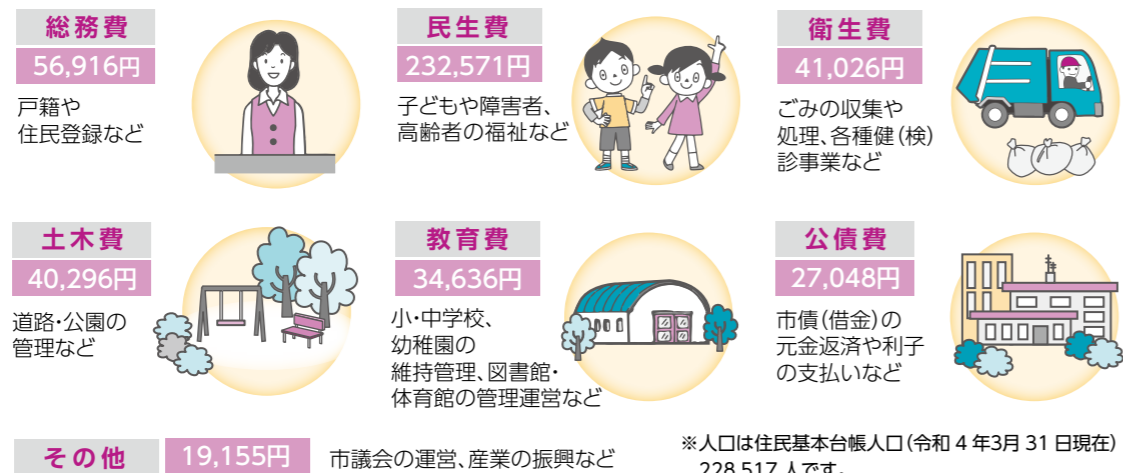 総務費
56,916円
戸籍や
住民登録など
民生費
232,571円
子どもや障害者、
高齢者の福祉など
衛生費
41,026円
ごみの収集や
処理、各種健(検)
診事業など
土木費
40,296円
道路・公園の
管理など
教育費
34,636円
小・中学校、
幼稚園の
維持管理、図書館・
体育館の管理運営など
公債費
27,048円
市債(借金)の
元金返済や利子
の支払いなど
その他
19,155円
市議会の運営、産業の振興など
※人口は住民基本台帳人口(令和4年3月31日現在)
228,517人です。